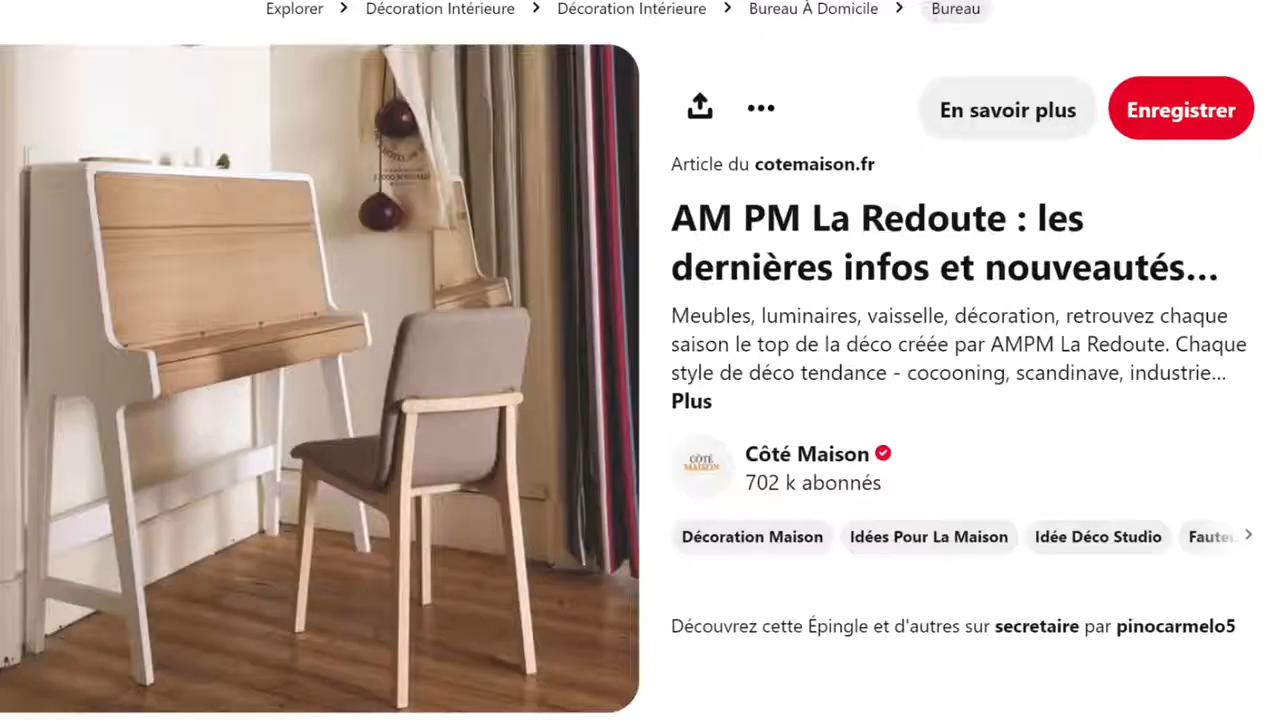 Explorer > Décoration Intérieure > Décoration Intérieure > Bureau À Domicile > Bureau
En savoir plus
Enregistrer
Article du cotemaison.fr
AM PM La Redoute : les
dernières infos et nouveautés...
Meubles, luminaires, vaisselle, décoration, retrouvez chaque
saison le top de la déco créée par AMPM La Redoute. Chaque
style de déco tendance - cocooning, scandinave, industrie...
Plus
CÔTÉ
MAISON
Côté Maison
702 k abonnés
Décoration Maison
Idées Pour La Maison
Idée Déco Studio
Découvrez cette Épingle et d'autres sur secretaire par pinocarmelo5